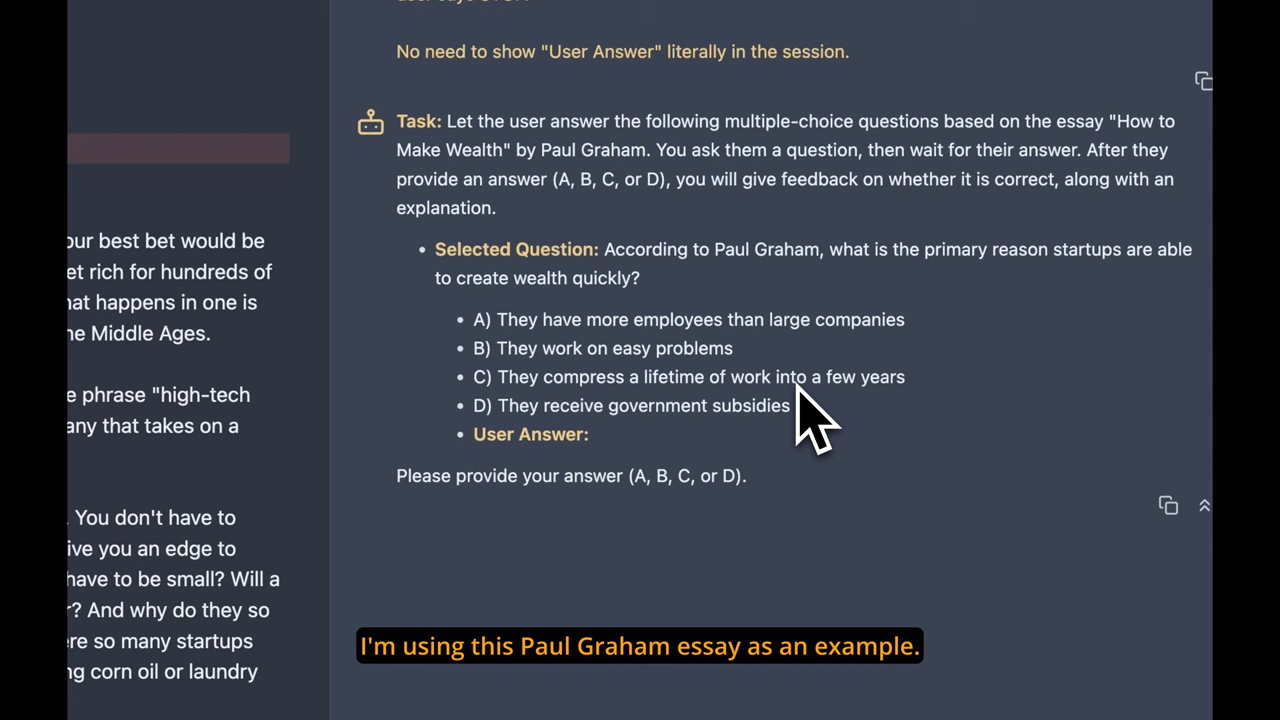 No need to show "User Answer" literally in the session.
Task: Let the user answer the following multiple-choice questions based on the essay "How to
Make Wealth" by Paul Graham. You ask them a question, then wait for their answer. After they
provide an answer (A, B, C, or D), you will give feedback on whether it is correct, along with an
explanation.
• Selected Question: According to Paul Graham, what is the primary reason startups are able
to create wealth quickly?
• A) They have more employees than large companies
• B) They work on easy problems
• C) They compress a lifetime of work into a few years
• D) They receive government subsidies
• User Answer:
Please provide your answer (A, B, C, or D).
our best bet would be
et rich for hundreds of
hat happens in one is
he Middle Ages.
e phrase "high-tech
any that takes on a
. You don't have to
ive you an edge to
have to be small? Will a
r? And why do they so
ere so many startups
ng corn oil or laundry
I'm using this Paul Graham essay as an example.